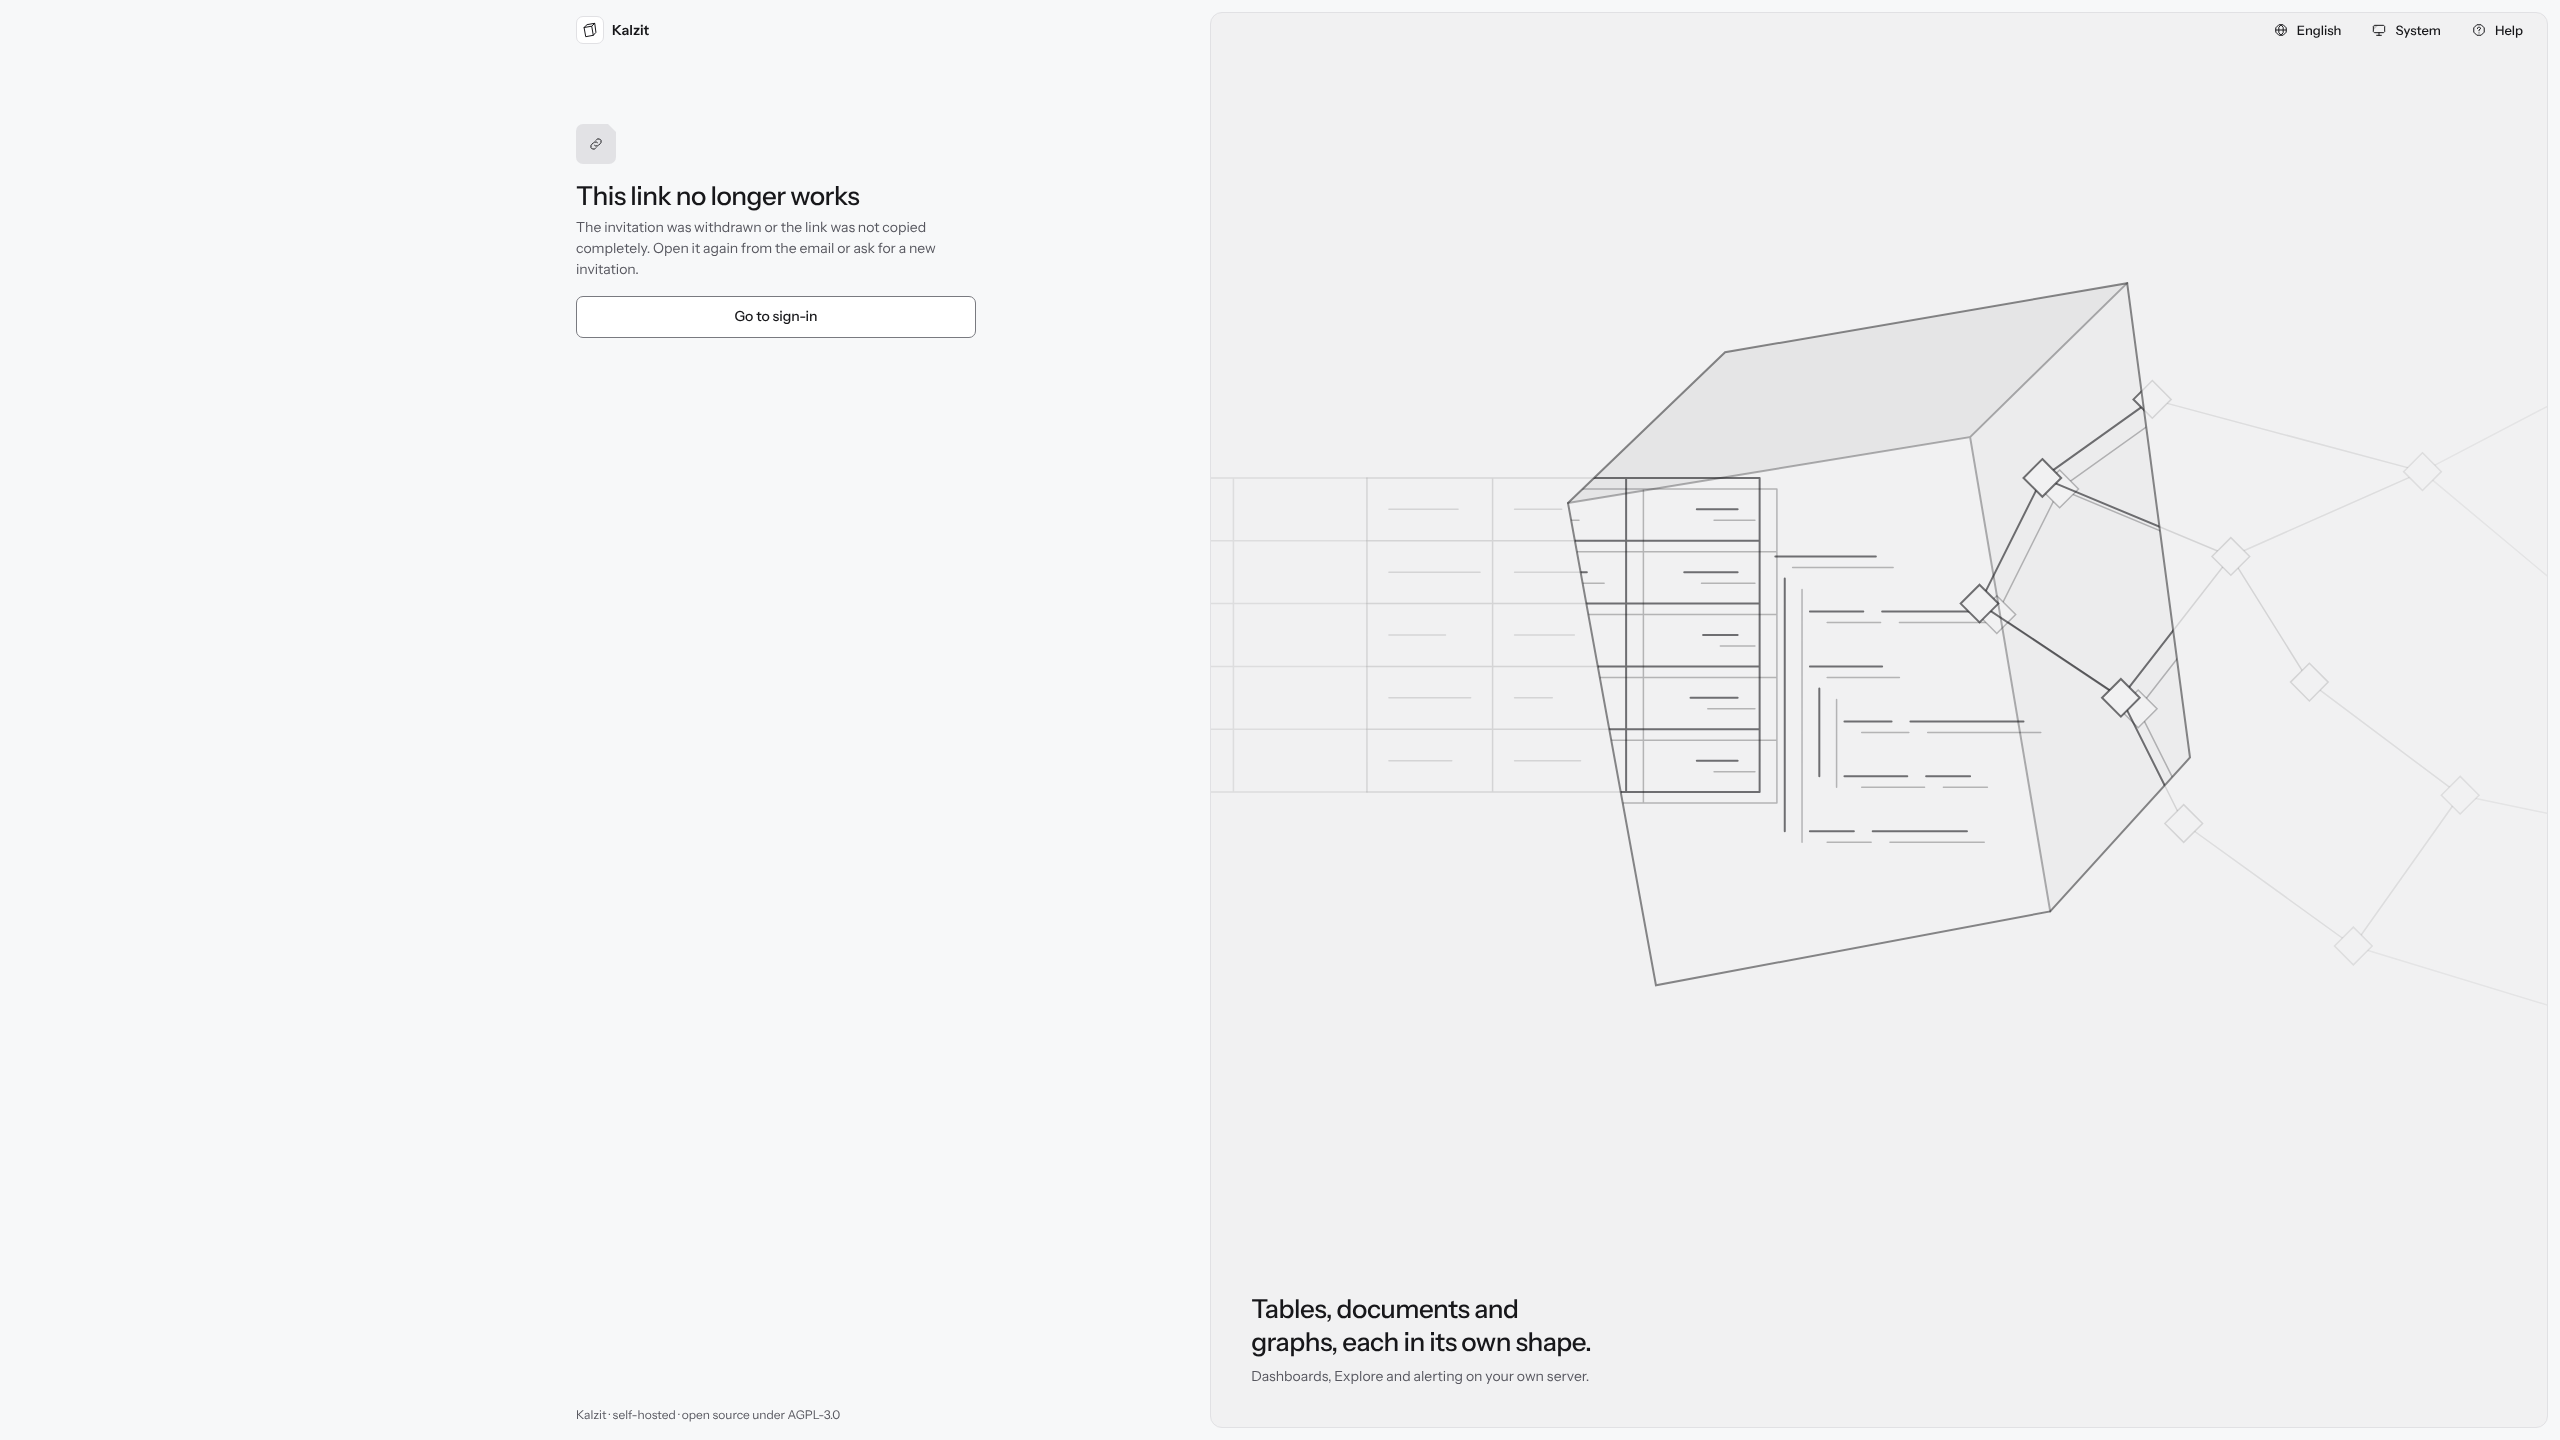 Kalzit
English
System
Help
This link no longer works
The invitation was withdrawn or the link was not copied
completely. Open it again from the email or ask for a new
invitation.
Go to sign-in
Tables, documents and
graphs, each in its own shape.
Dashboards, Explore and alerting on your own server.
Kalzit · self-hosted · open source under AGPL-3.0